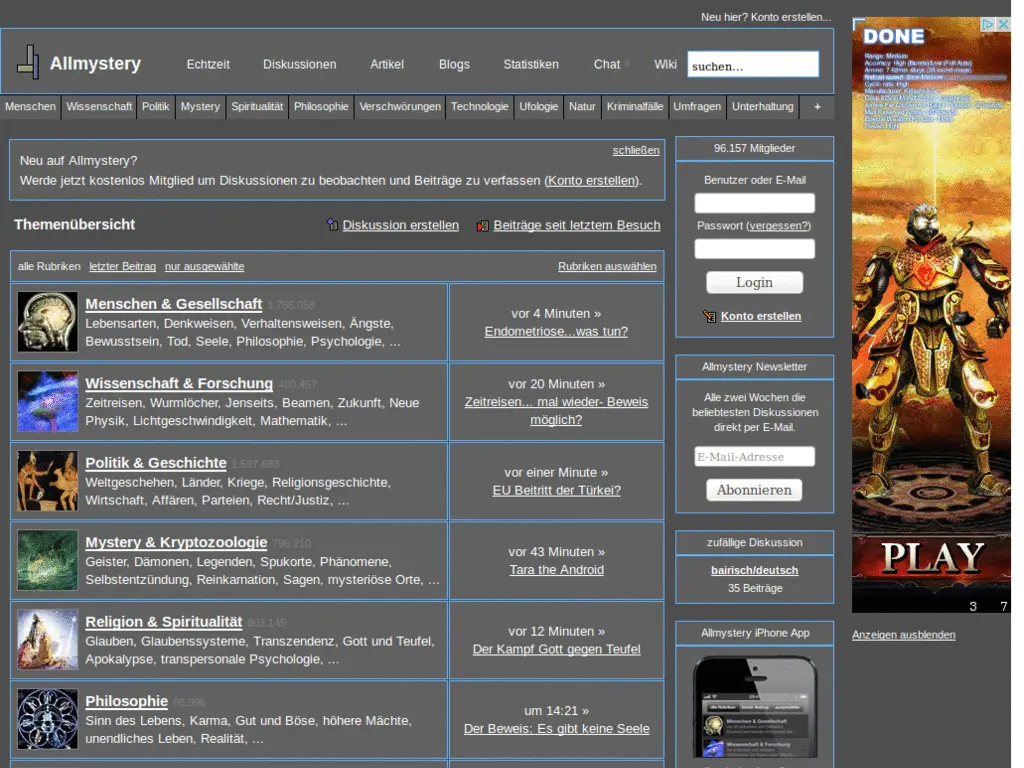 Neu hier? Konto erstellen...
Allmystery
Echtzeit Diskussionen Artikel Blogs Statistiken Chat Wiki suchen...
Menschen Wissenschaft Politik Mystery Spiritualität Philosophie Verschwörungen Technologie Ufologie Natur Kriminalfälle Umfragen Unterhaltung +
schließen
Neu auf Allmystery?
Werde jetzt kostenlos Mitglied um Diskussionen zu beobachten und Beiträge zu verfassen (Konto erstellen).
Themenübersicht Diskussion erstellen Beiträge seit letztem Besuch
alle Rubriken letzter Beitrag nur ausgewählte Rubriken auswählen
Menschen & Gesellschaft 1.766.058
Lebensarten, Denkweisen, Verhaltensweisen, Ängste,
Bewusstsein, Tod, Seele, Philosophie, Psychologie, ...
vor 4 Minuten »
Endometriose...was tun?
Wissenschaft & Forschung 480.457
Zeitreisen, Wurmlöcher, Jenseits, Beamen, Zukunft, Neue
Physik, Lichtgeschwindigkeit, Mathematik, ...
vor 20 Minuten »
Zeitreisen... mal wieder- Beweis
möglich?
Politik & Geschichte 1.597.683
Weltgeschehen, Länder, Kriege, Religionsgeschichte,
Wirtschaft, Affären, Parteien, Recht/Justiz, ...
vor einer Minute »
EU Beitritt der Türkei?
Mystery & Kryptozoologie 796.210
Geister, Dämonen, Legenden, Spukorte, Phänomene,
Selbstentzündung, Reinkarnation, Sagen, mysteriöse Orte, ...
vor 43 Minuten »
Tara the Android
Religion & Spiritualität 803.145
Glauben, Glaubenssysteme, Transzendenz, Gott und Teufel,
Apokalypse, transpersonale Psychologie, ...
vor 12 Minuten »
Der Kampf Gott gegen Teufel
Philosophie 66.996
Sinn des Lebens, Karma, Gut und Böse, höhere Mächte,
unendliches Leben, Realität, ...
um 14:21 »
Der Beweis: Es gibt keine Seele
96.157 Mitglieder
Benutzer oder E-Mail
Passwort (vergessen?)
Login
Konto erstellen
Allmystery Newsletter
Alle zwei Wochen die
beliebtesten Diskussionen
direkt per E-Mail.
E-Mail-Adresse
Abonnieren
zufällige Diskussion
bairisch/deutsch
35 Beiträge
Allmystery iPhone App
Menschen & Gesellschaft
Wissenschaft & Forschung
DONE
Range: Medium
PLAY
3 7
Anzeigen ausblenden